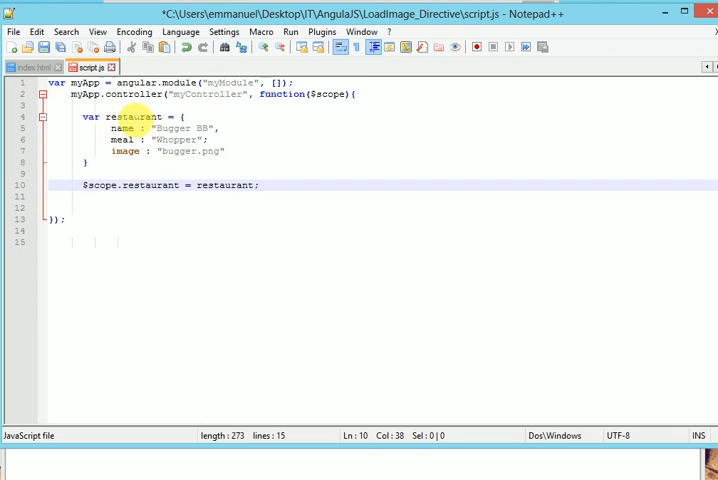 *C:\Users\emmanuel\Desktop\IT\AngulaJS\LoadImage_Directive\script.js - Notepad++
File Edit Search View Encoding Language Settings Macro Run Plugins Window ? X
index.html script.js
1 var myApp = angular.module("myModule", []);
2 myApp.controller("myController", function($scope){
3
4 var restaurant = {
5 name : "Bugger BB",
6 meal : "Whopper";
7 image : "bugger.png"
8 }
9
10 $scope.restaurant = restaurant;
11
12
13 });
14
15
JavaScript file length : 273 lines : 15 Ln : 10 Col : 38 Sel : 0 | 0 Dos\Windows UTF-8 INS